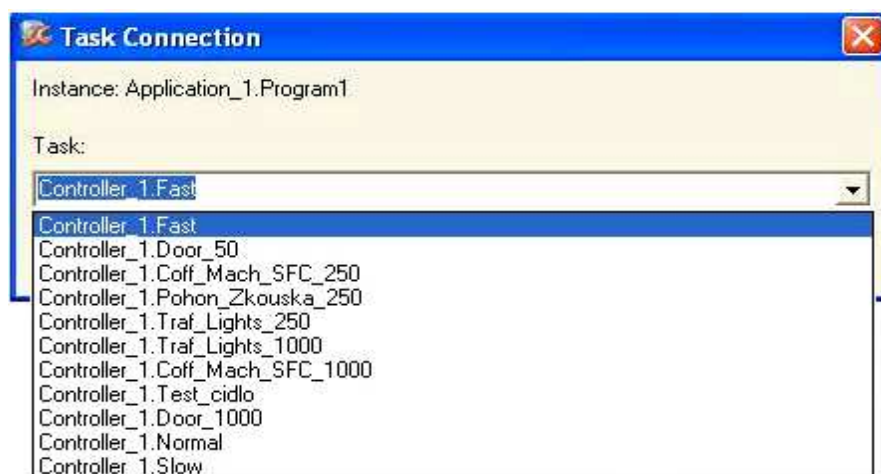 Task Connection
Instance: Application_1.Program1
Task:
Controller_1.Fast
Controller_1.Fast
Controller_1.Door_50
Controller_1.Coff_Mach_SFC_250
Controller_1.Pohon_Zkouska_250
Controller_1.Traf_Lights_250
Controller_1.Traf_Lights_1000
Controller_1.Coff_Mach_SFC_1000
Controller_1.Test_cidlo
Controller_1.Door_1000
Controller_1.Normal
Controller_1.Slow